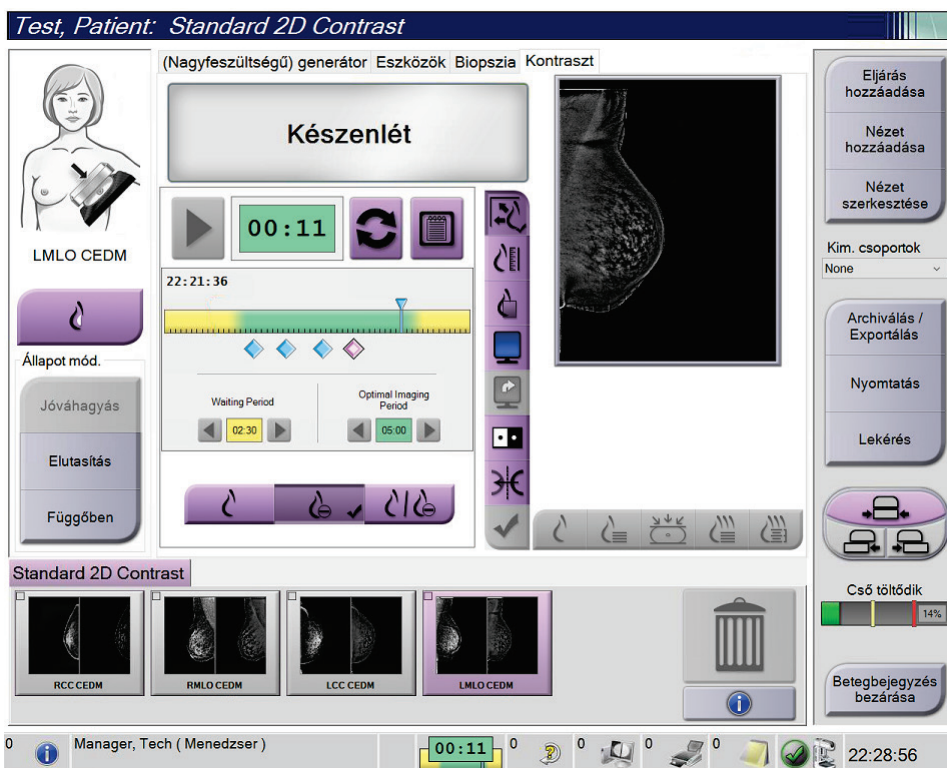 Test, Patient: Standard 2D Contrast
(Nagyfeszültségű) generátor Eszközök Biopszia Kontraszt
Készenlét
00:11
22:21:36
Waiting Period
Optimal Imaging
Period
02:30
05:00
LMLO CEDM
Állapot mód.
Jóváhagyás
Elutasítás
Függőben
Eljárás
hozzáadása
Nézet
hozzáadása
Nézet
szerkesztése
Kim. csoportok
None
Archiválás /
Exportálás
Nyomtatás
Lekérés
Cső töltődik
14%
Betegbejegyzés
bezárása
Standard 2D Contrast
RCC CEDM
RMLO CEDM
LCC CEDM
LMLO CEDM
0
Manager, Tech ( Menedzser )
00:11
0
0
0
0
22:28:56